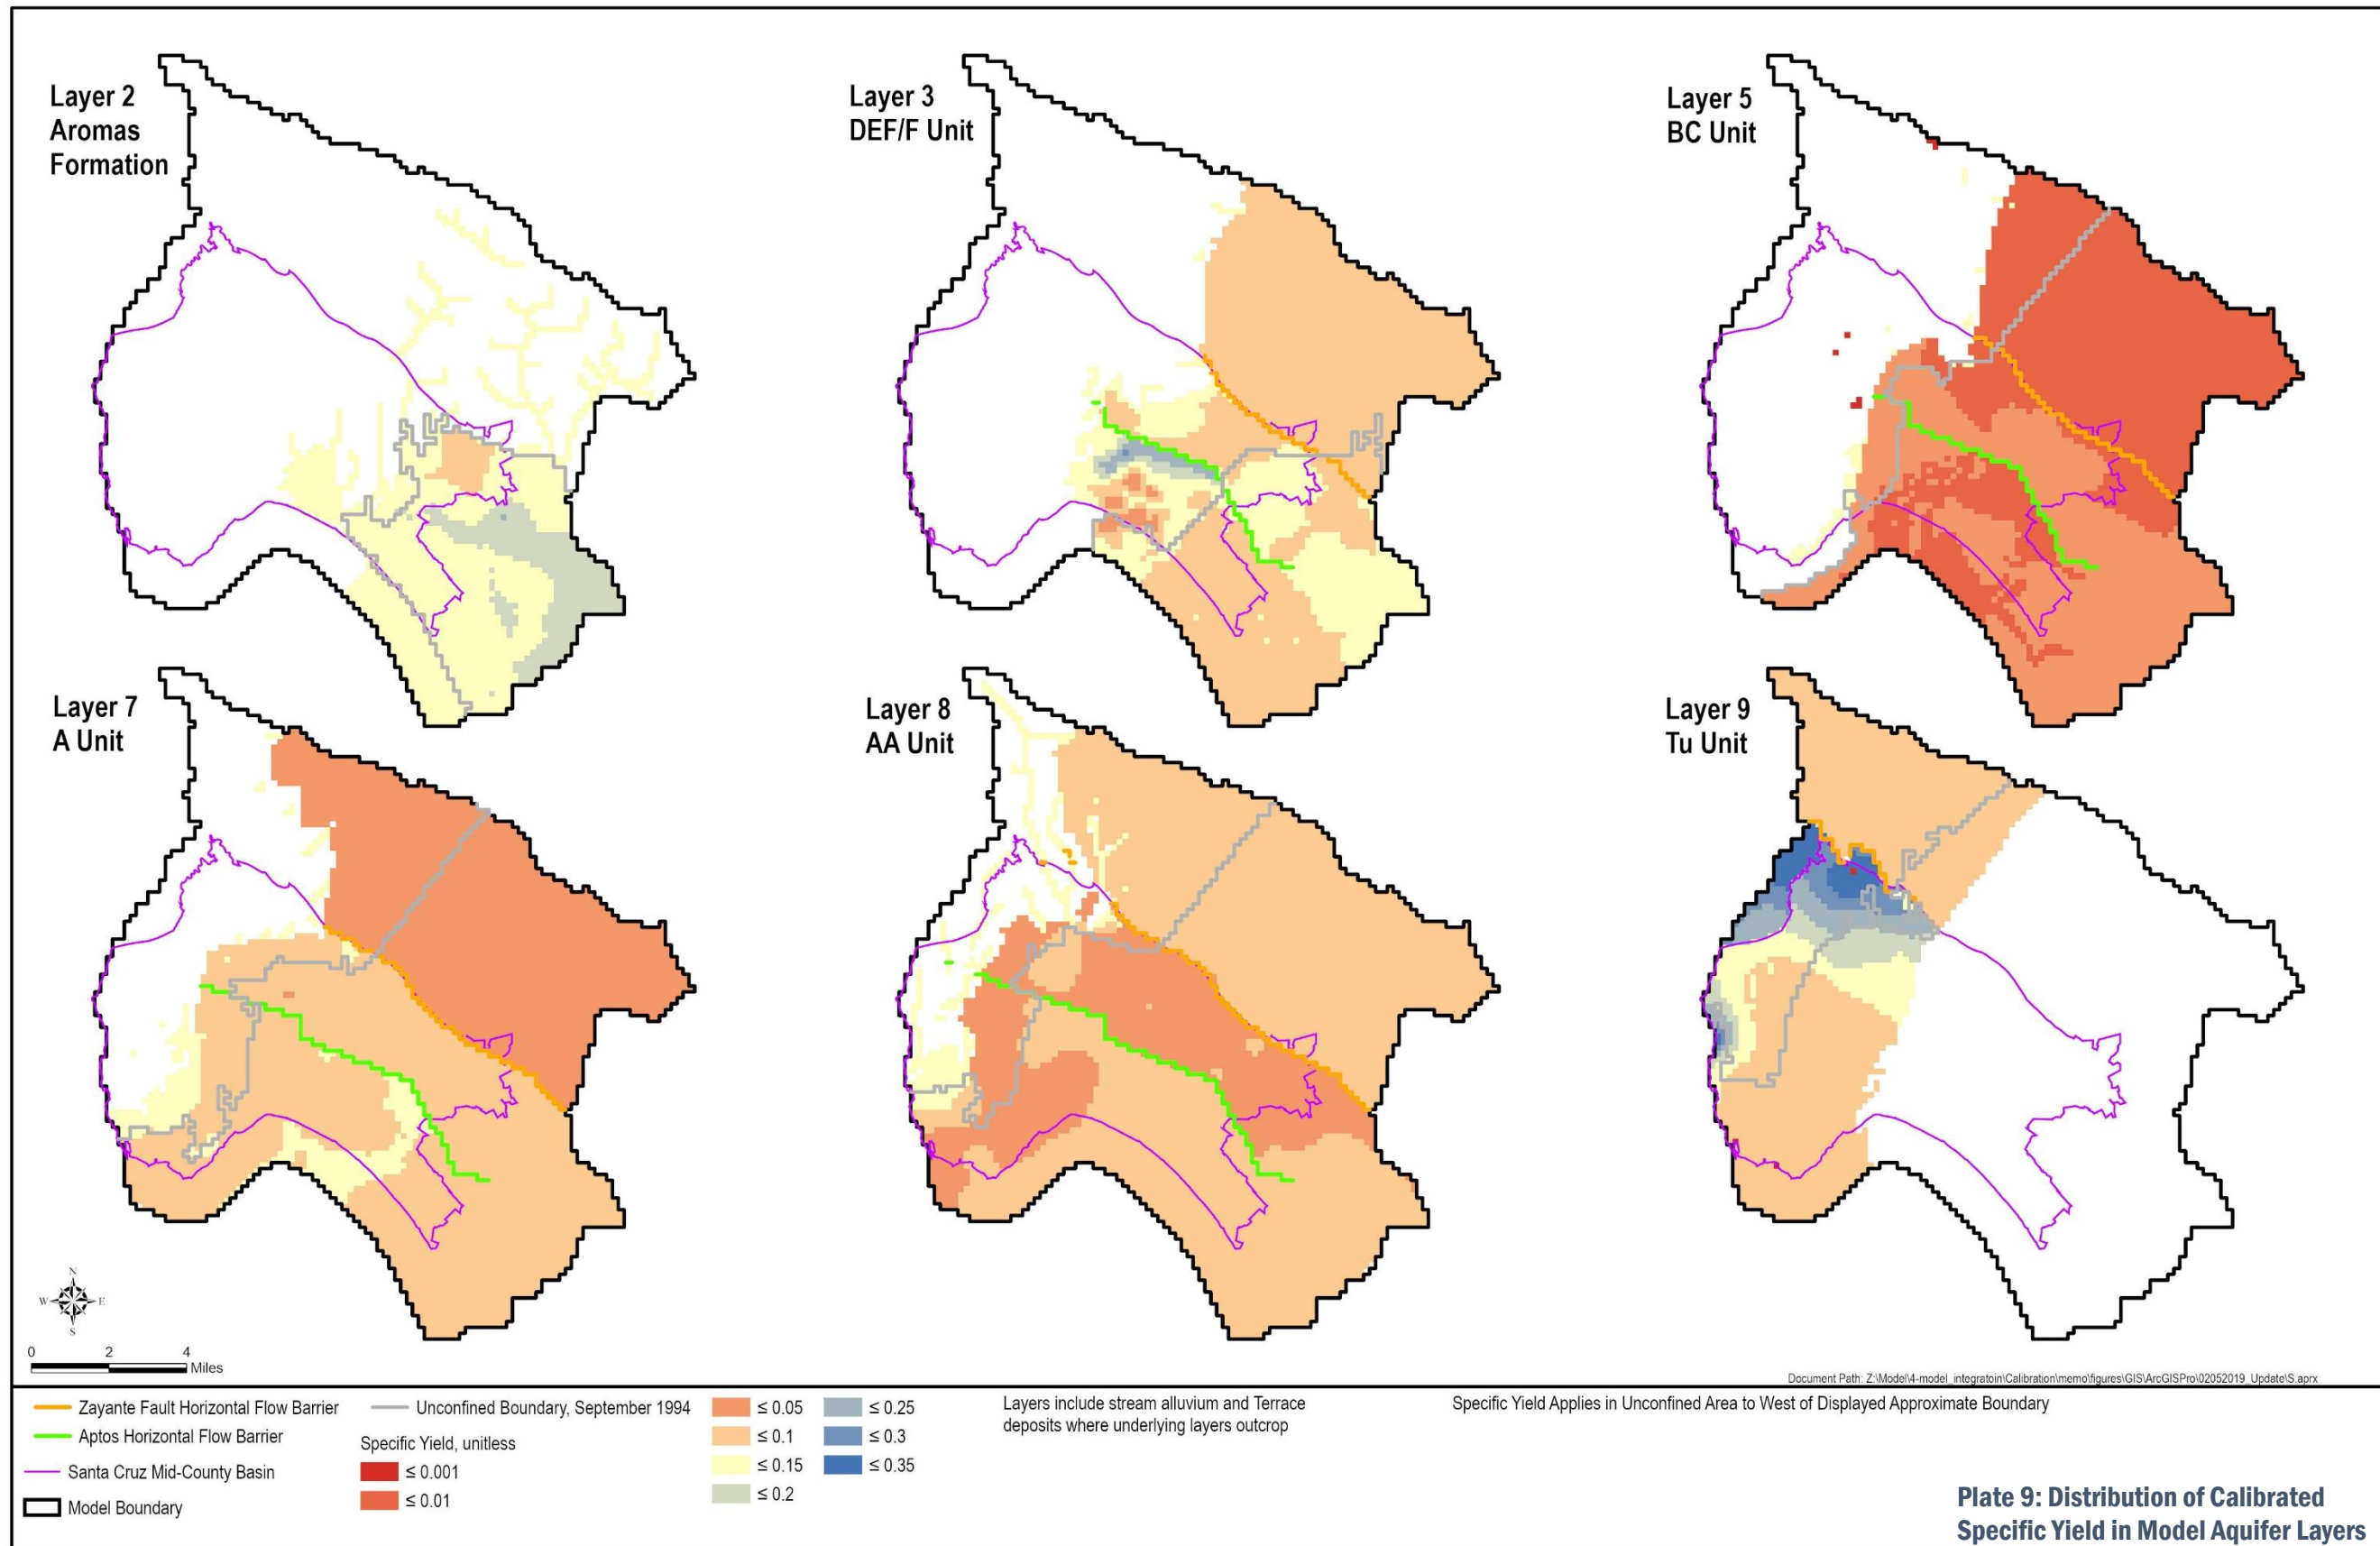 Layer 2
Aromas
Formation
Layer 3
DEF/F Unit
Layer 5
BC Unit
Layer 7
A Unit
Layer 8
AA Unit
Layer 9
Tu Unit
N
W E
S
0 2 4
Miles
Document Path: Z:\Model\4-model_integratoin\Calibration\memo\figures\GIS\ArcGISPro\02052019_Update\S.aprx
Zayante Fault Horizontal Flow Barrier
Aptos Horizontal Flow Barrier
Santa Cruz Mid-County Basin
Model Boundary
Unconfined Boundary, September 1994
Specific Yield, unitless
≤ 0.001
≤ 0.01
≤ 0.05
≤ 0.1
≤ 0.15
≤ 0.2
≤ 0.25
≤ 0.3
≤ 0.35
Layers include stream alluvium and Terrace
deposits where underlying layers outcrop
Specific Yield Applies in Unconfined Area to West of Displayed Approximate Boundary
Plate 9: Distribution of Calibrated
Specific Yield in Model Aquifer Layers